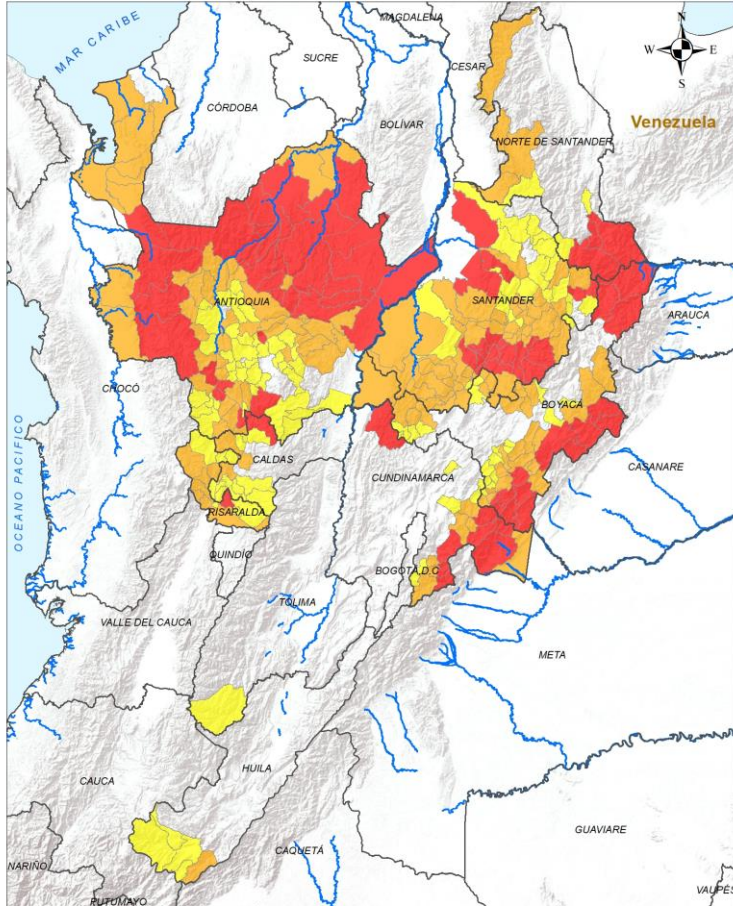 MAR CARIBE
MAGDALENA
SUCRE
CESAR
N
W
E
S
CÓRDOBA
BOLÍVAR
Venezuela
NORTE DE SANTANDER
ANTIOQUIA
SANTANDER
ARAUCA
CHOCÓ
BOYACÁ
OCEANO PACIFICO
CALDAS
CUNDINAMARCA
CASANARE
RISARALDA
QUINDÍO
BOGOTÁ, D.C
TOLIMA
VALLE DEL CAUCA
META
HUILA
CAUCA
GUAVIARE
CAQUETÁ
NARIÑO
PUTUMAYO
VAUPÉS